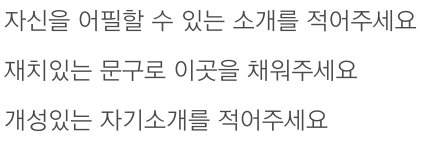 자신을 어필할 수 있는 소개를 적어주세요
재치있는 문구로 이곳을 채워주세요
개성있는 자기소개를 적어주세요